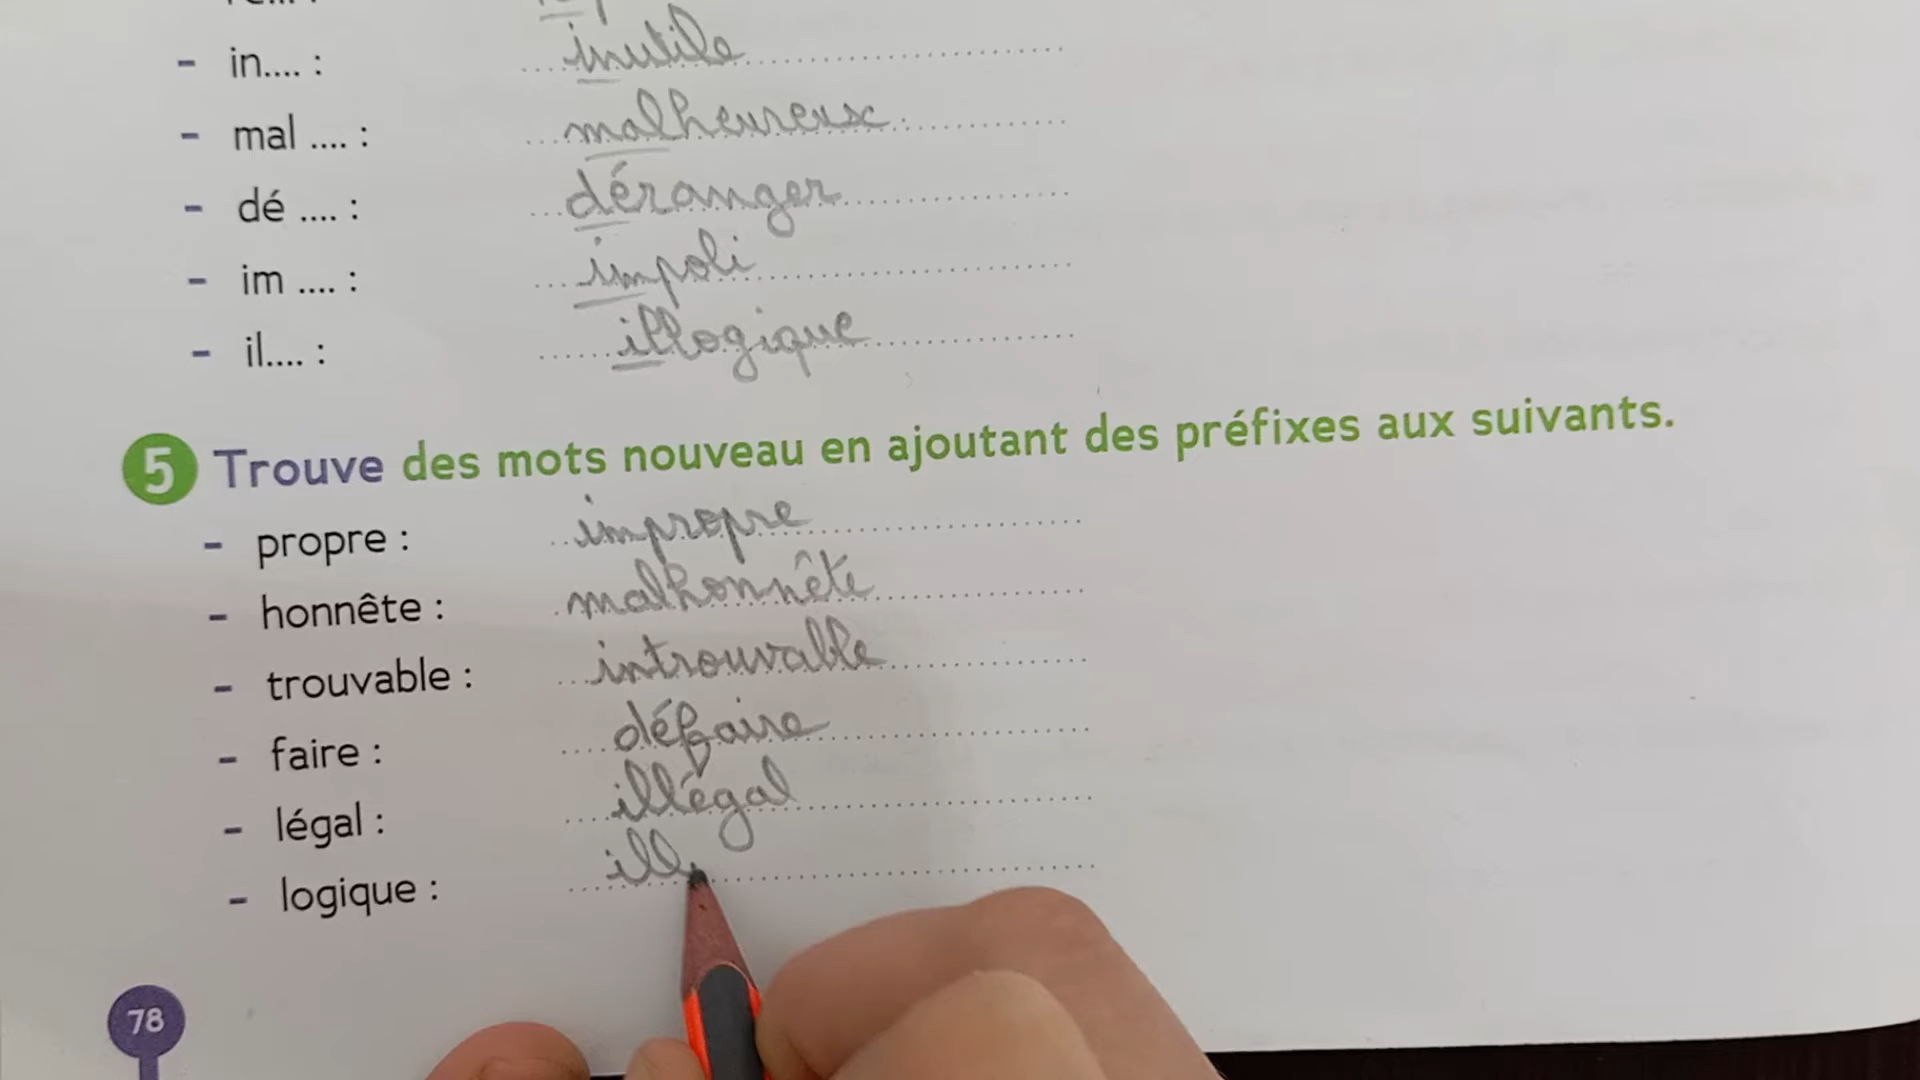 - in.... : inutile
- mal .... : malheureux
- dé .... : déranger
- im .... : impoli
- il.... : illogique
5 Trouve des mots nouveau en ajoutant des préfixes aux suivants.
- propre : impropre
- honnête : malhonnête
- trouvable : introuvable
- faire : défaire
- légal : illégal
- logique : ill
78